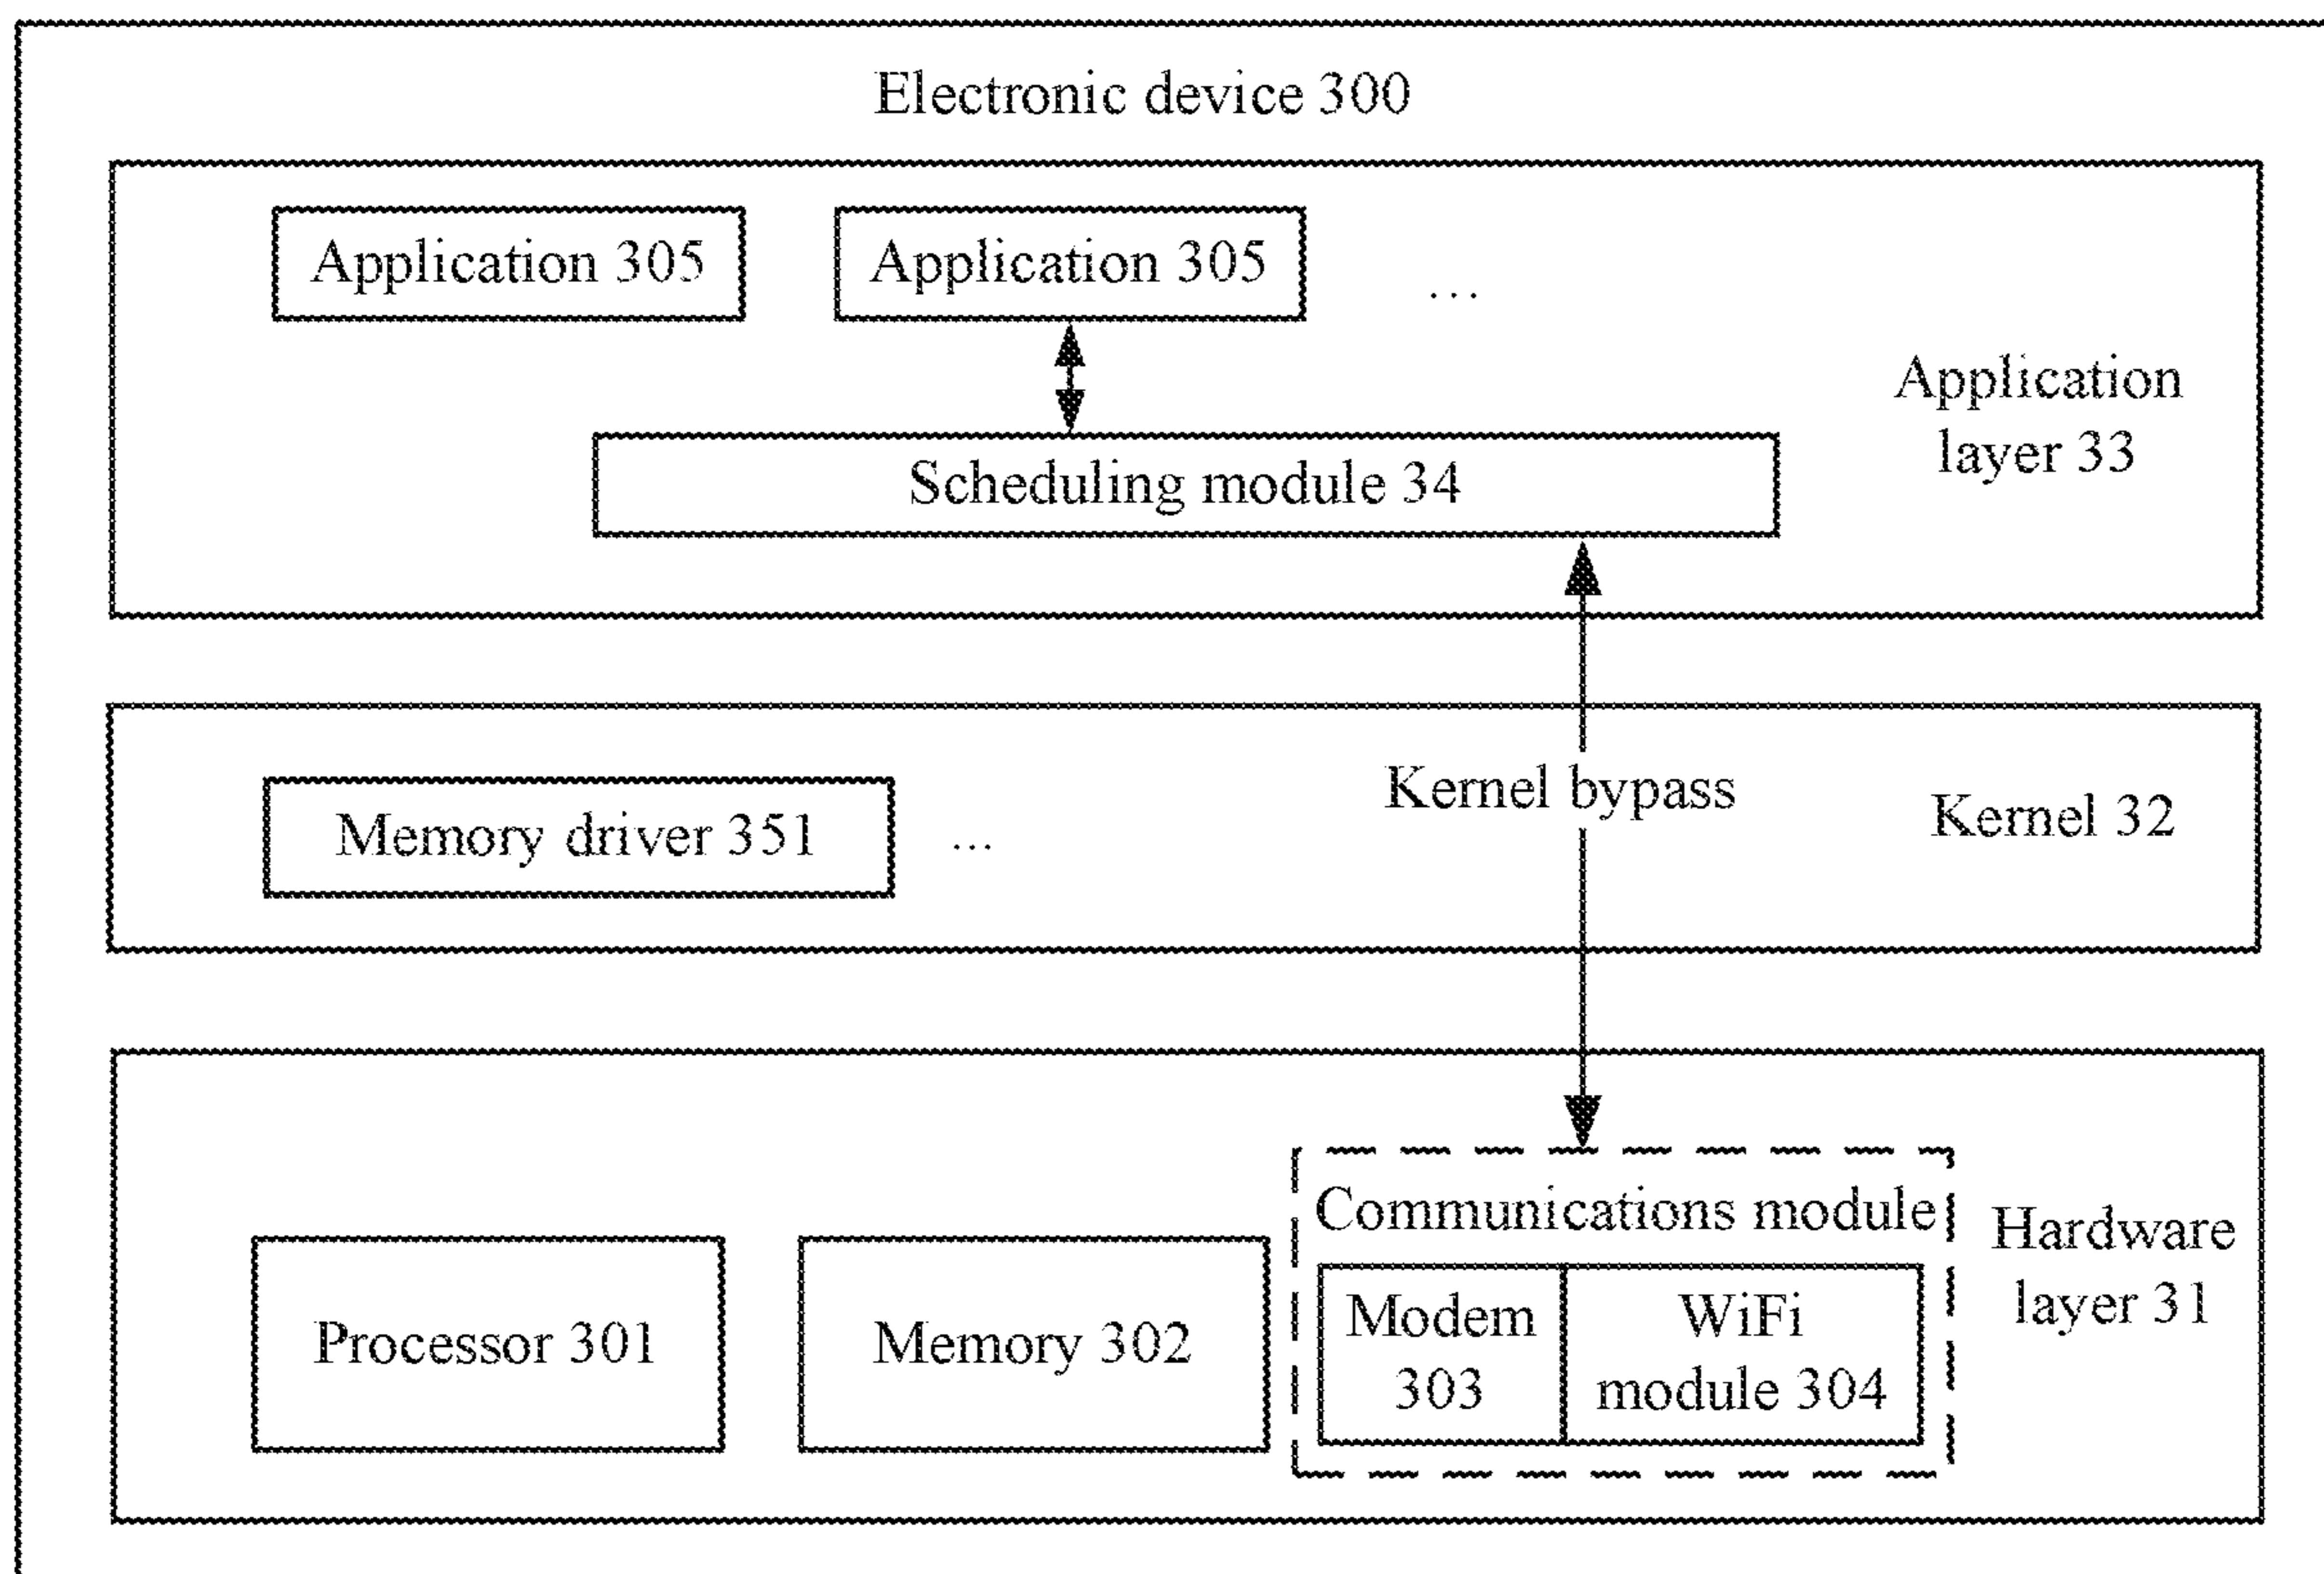 Electronic device 300
Application 305
Application 305
...
Application
layer 33
Scheduling module 34
Kernel bypass
Kernel 32
Memory driver 351
...
Communications module
Hardware
layer 31
Processor 301
Memory 302
Modem
303
WiFi
module 304